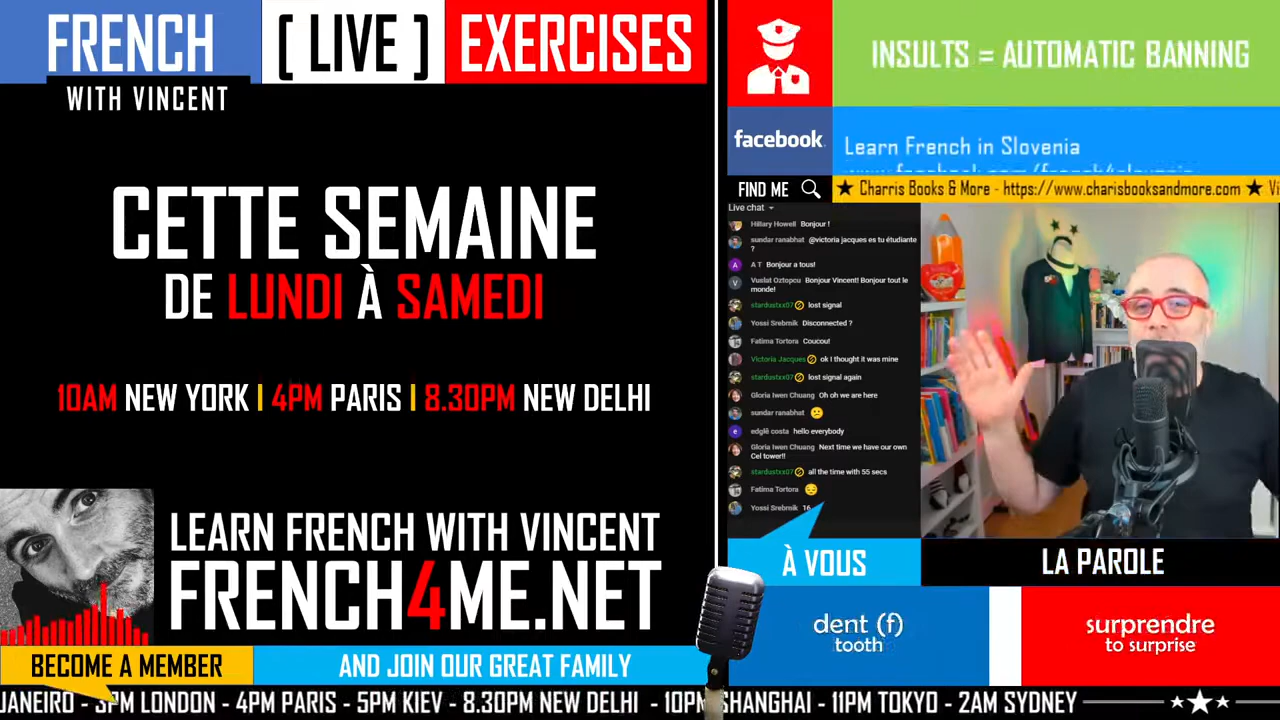 FRENCH
[ LIVE ]
EXERCISES
WITH VINCENT
CETTE SEMAINE
DE LUNDI À SAMEDI
10AM NEW YORK | 4PM PARIS | 8.30PM NEW DELHI
LEARN FRENCH WITH VINCENT
FRENCH4ME.NET
BECOME A MEMBER
AND JOIN OUR GREAT FAMILY
INSULTS = AUTOMATIC BANNING
facebook.
Learn French in Slovenia
FIND ME
★ Charris Books & More - https://www.charisbooksandmore.com ★ Vi
Live chat
Hillary Howell Bonjour !
sundar ranabhat @victoria jacques es tu étudiante
?
A T Bonjour a tous!
Vuslat Oztopcu Bonjour Vincent! Bonjour tout le
monde!
stardustxx07 lost signal
Yossi Srebrnik Disconnected ?
Fatima Tortora Coucou!
Victoria Jacques ok I thought it was mine
stardustxx07 lost signal again
Gloria Iwen Chuang Oh oh we are here
sundar ranabhat
edglê costa hello everybody
Gloria Iwen Chuang Next time we have our own
Cel tower!!
stardustxx07 all the time with 55 secs
Fatima Tortora
Yossi Srebrnik 16
À VOUS
LA PAROLE
dent (f)
tooth
surprendre
to surprise
JANEIRO - 3PM LONDON - 4PM PARIS - 5PM KIEV - 8.30PM NEW DELHI - 10PM SHANGHAI - 11PM TOKYO - 2AM SYDNEY